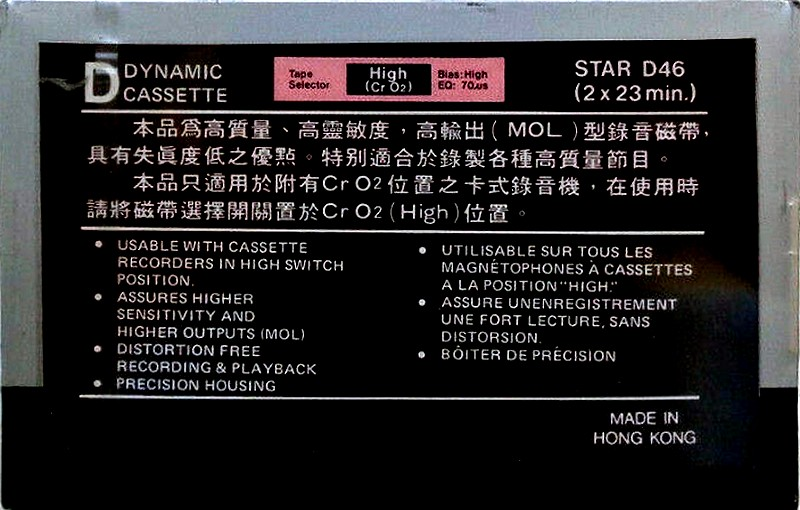 D DYNAMIC
CASSETTE
Tape
Selector
High
(Cr O2)
Bias: High
EQ: 70us
STAR D46
(2 x 23 min.)
本品爲高質量、高靈敏度，高輸出(MOL)型錄音磁帶，
具有失眞度低之優點。特别適合於錄製各種高質量節目。
本品只適用於附有Cr O2位置之卡式錄音機，在使用時
請將磁帶選擇開關置於Cr O2(High)位置。
• USABLE WITH CASSETTE
RECORDERS IN HIGH SWITCH
POSITION.
• ASSURES HIGHER
SENSITIVITY AND
HIGHER OUTPUTS (MOL)
• DISTORTION FREE
RECORDING & PLAYBACK
• PRECISION HOUSING
• UTILISABLE SUR TOUS LES
MAGNÉTOPHONES À CASSETTES
A LA POSITION "HIGH."
• ASSURE UNENREGISTREMENT
UNE FORT LECTURE, SANS
DISTORSION.
• BÔITER DE PRÉCISION
MADE IN
HONG KONG